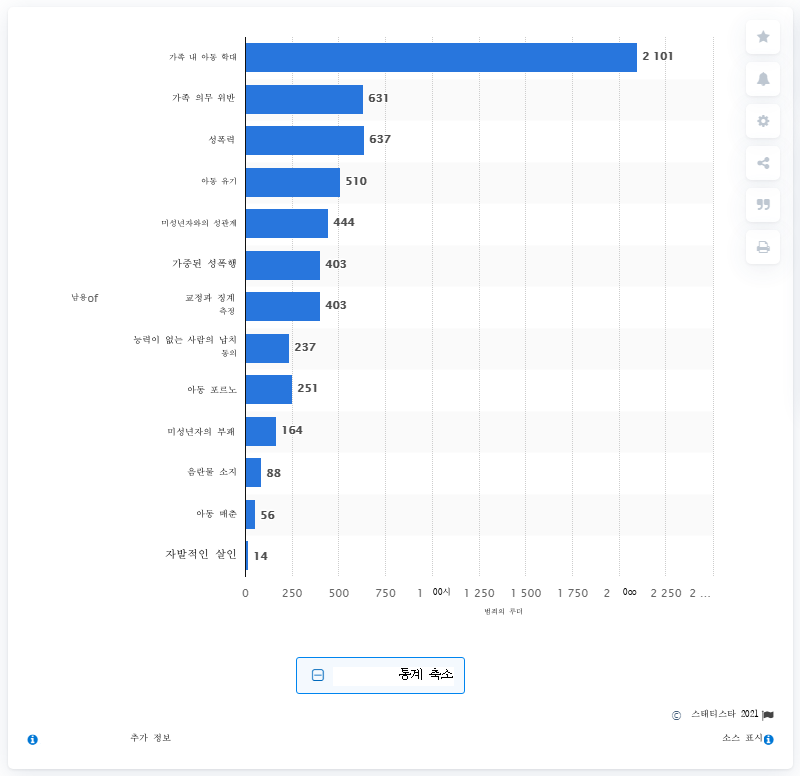 가족 내 아동 학대 2 101
가족 의무 위반 631
성폭력 637
아동 유기 510
미성년자와의 성관계 444
가중된 성폭행 403
남용of
교정과 징계
측정 403
능력이 없는 사람의 납치
동의 237
아동 포르노 251
미성년자의 부패 164
음란물 소지 88
아동 매춘 56
자발적인 살인 14
0 250 500 750 1 00시 1 250 1 500 1 750 2 0∞ 2 250 2 ...
범죄의
통계 축소
© 스태티스타 2021
추가 정보
소스 표시